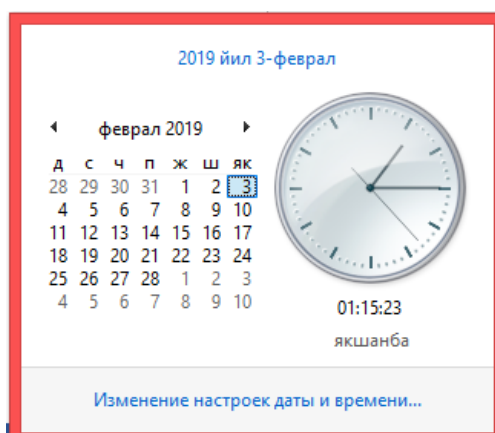 2019 йил 3-феврал
феврал 2019
д с ч п ж ш як
28 29 30 31 1 2 3
4 5 6 7 8 9 10
11 12 13 14 15 16 17
18 19 20 21 22 23 24
25 26 27 28 1 2 3
4 5 6 7 8 9 10
01:15:23
якшанба
Изменение настроек даты и времени...